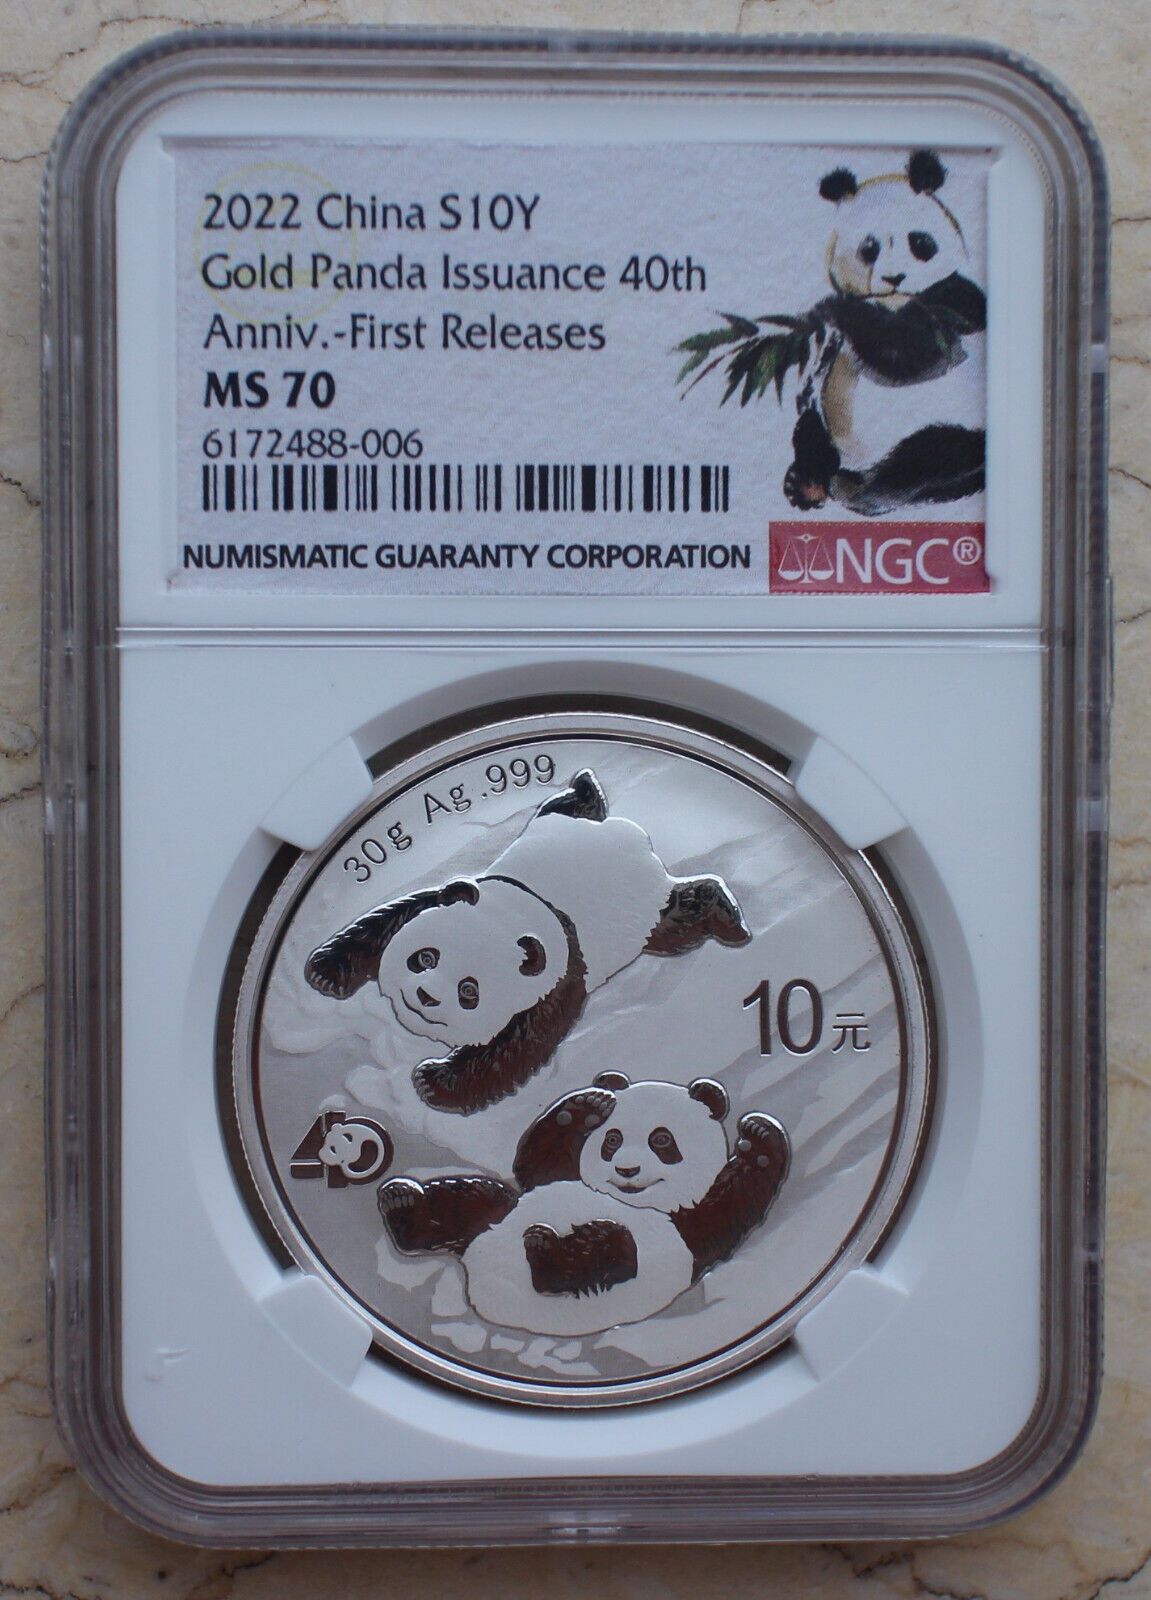 2022 China S10Y
Gold Panda Issuance 40th
Anniv.-First Releases
MS 70
6172488-006
NUMISMATIC GUARANTY CORPORATION
NGC®
30g Ag .999
10元
40